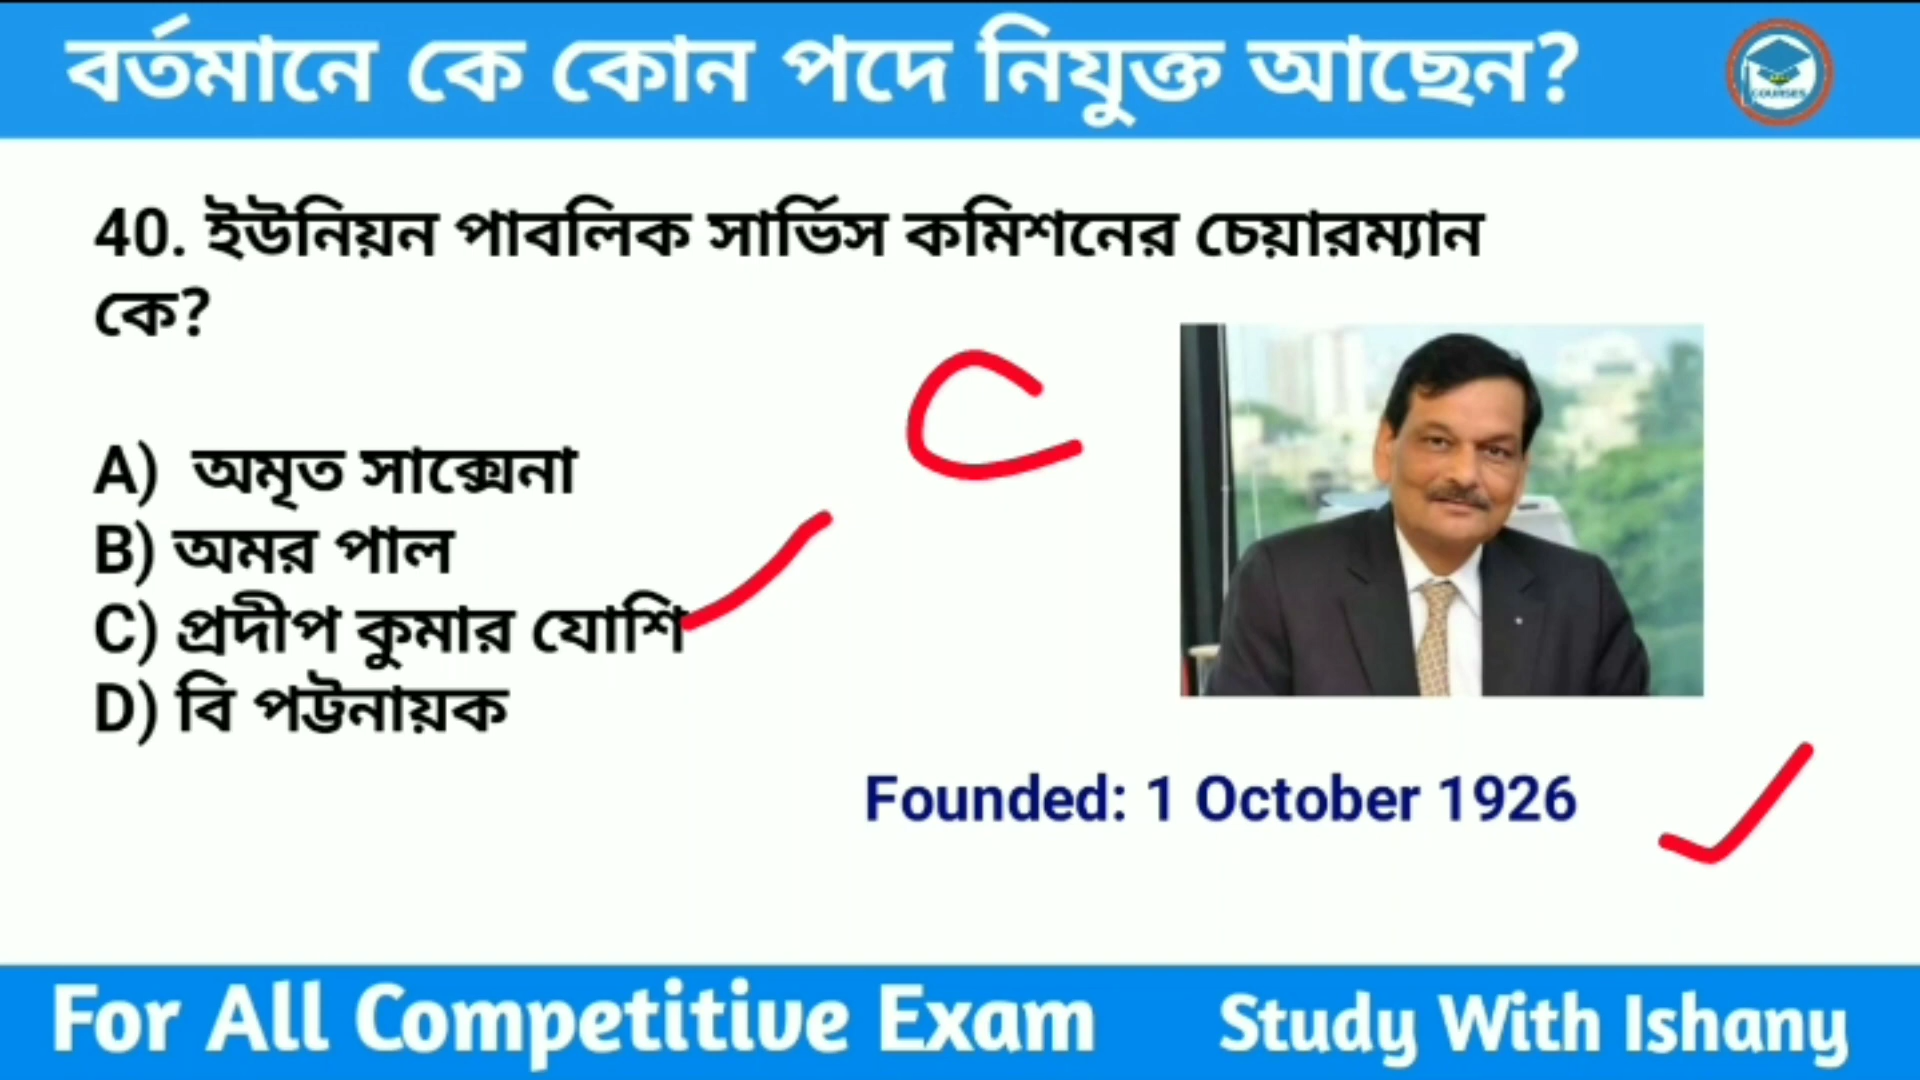 বর্তমানে কে কোন পদে নিযুক্ত আছেন?
COURSES
40. ইউনিয়ন পাবলিক সার্ভিস কমিশনের চেয়ারম্যান
কে?
C
A) অমৃত সাক্সেনা
B) অমর পাল
C) প্রদীপ কুমার যোশি
D) বি পট্টনায়ক
Founded: 1 October 1926
For All Competitive Exam
Study With Ishany